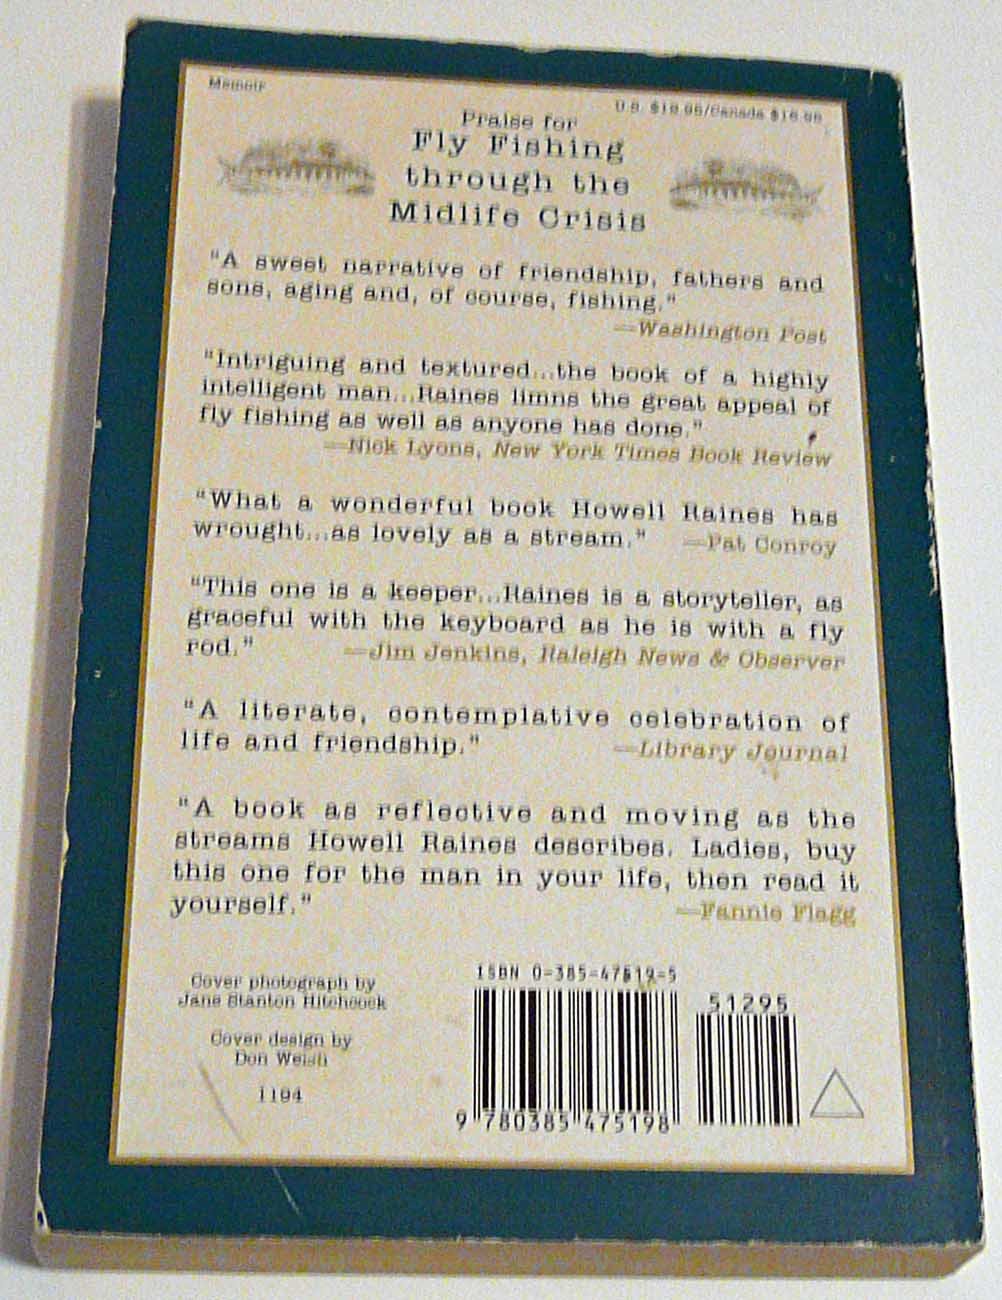 Memoir
U.S. $12.95/Canada $16.95
Praise for
Fly Fishing
through the
Midlife Crisis
"A sweet narrative of friendship, fathers and
sons, aging and, of course, fishing."
—Washington Post
"Intriguing and textured...the book of a highly
intelligent man...Raines limns the great appeal of
fly fishing as well as anyone has done."
—Nick Lyons, New York Times Book Review
"What a wonderful book Howell Raines has
wrought...as lovely as a stream." —Pat Conroy
"This one is a keeper...Raines is a storyteller, as
graceful with the keyboard as he is with a fly
rod." —Jim Jenkins, Raleigh News & Observer
"A literate, contemplative celebration of
life and friendship." —Library Journal
"A book as reflective and moving as the
streams Howell Raines describes. Ladies, buy
this one for the man in your life, then read it
yourself." —Fannie Flagg
Cover photograph by
Jane Stanton Hitchcock
Cover design by
Don Weish
1194
ISBN 0-385-47519-5
51295
9 780385 475198